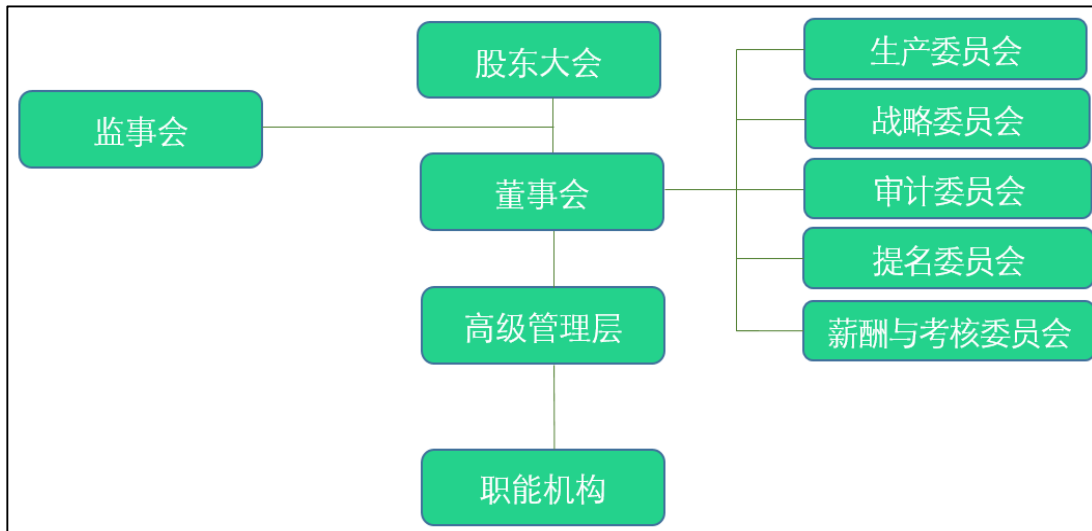 股东大会
监事会
董事会
高级管理层
职能机构
生产委员会
战略委员会
审计委员会
提名委员会
薪酬与考核委员会